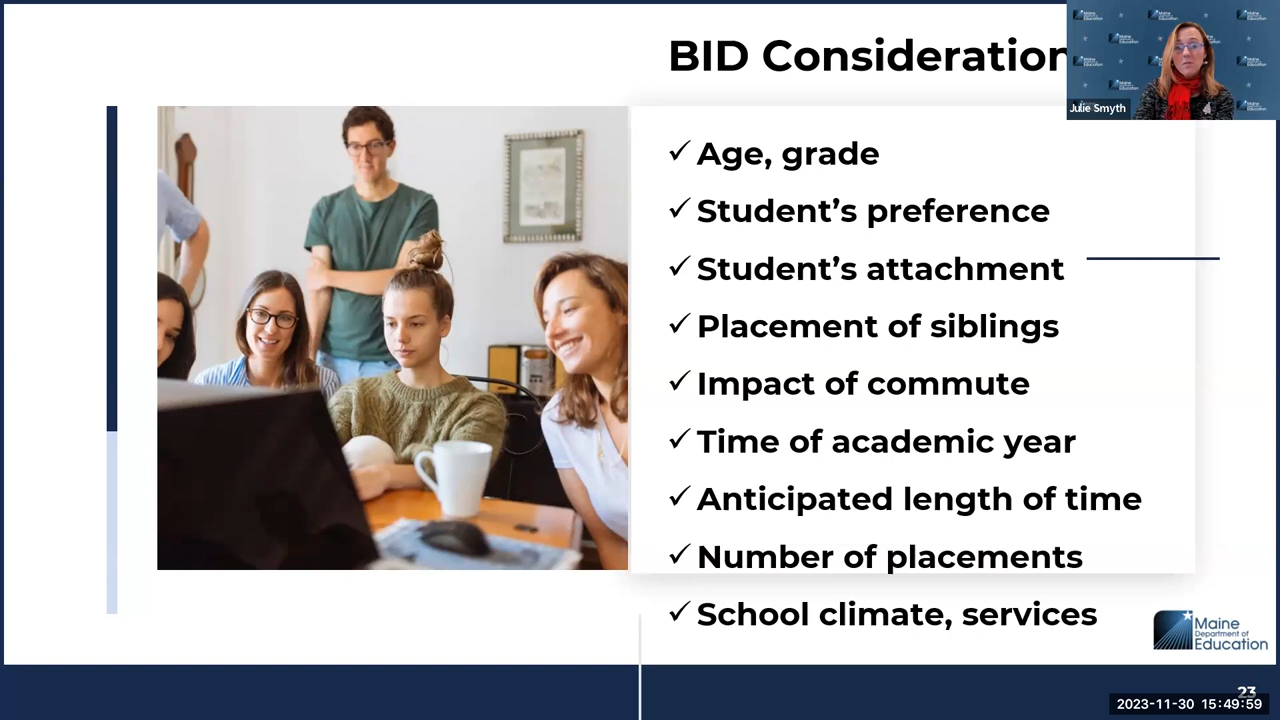 BID Consideration
Julie Smyth
✓ Age, grade
✓ Student’s preference
✓ Student’s attachment
✓ Placement of siblings
✓ Impact of commute
✓ Time of academic year
✓ Anticipated length of time
✓ Number of placements
✓ School climate, services
Maine
Department of
Education
23
2023-11-30 15:49:59